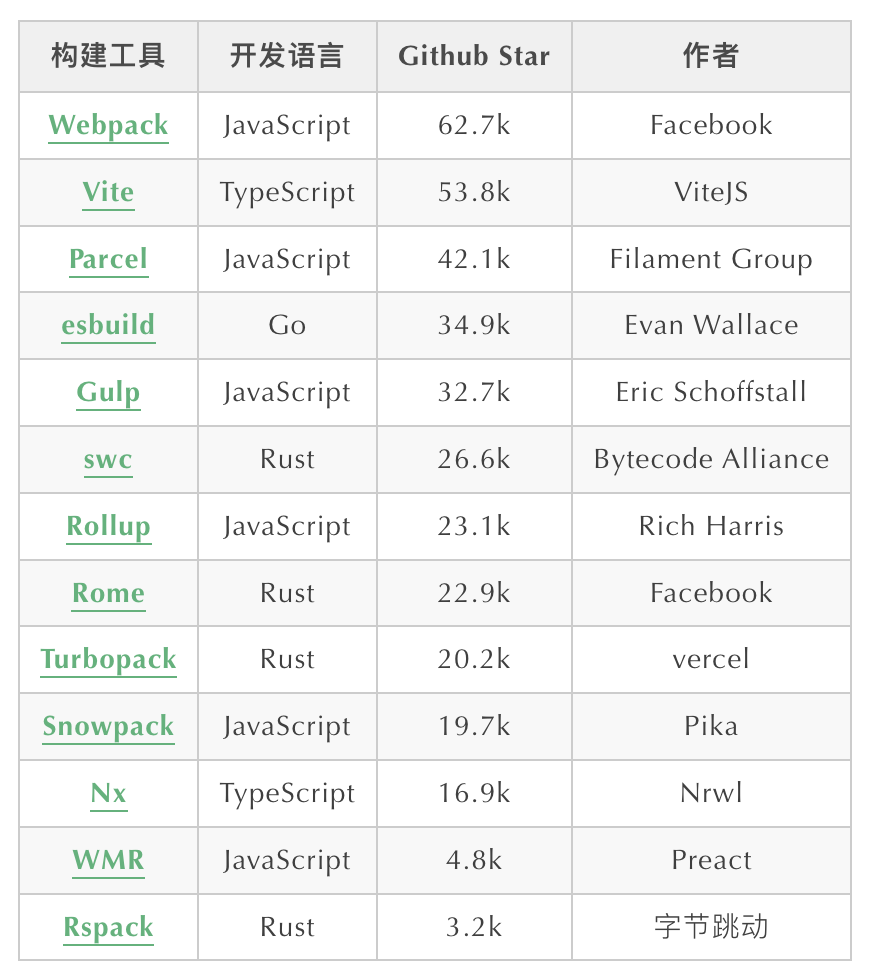 构建工具 开发语言 Github Star 作者
Webpack JavaScript 62.7k Facebook
Vite TypeScript 53.8k ViteJS
Parcel JavaScript 42.1k Filament Group
esbuild Go 34.9k Evan Wallace
Gulp JavaScript 32.7k Eric Schoffstall
swc Rust 26.6k Bytecode Alliance
Rollup JavaScript 23.1k Rich Harris
Rome Rust 22.9k Facebook
Turbopack Rust 20.2k vercel
Snowpack JavaScript 19.7k Pika
Nx TypeScript 16.9k Nrwl
WMR JavaScript 4.8k Preact
Rspack Rust 3.2k 字节跳动